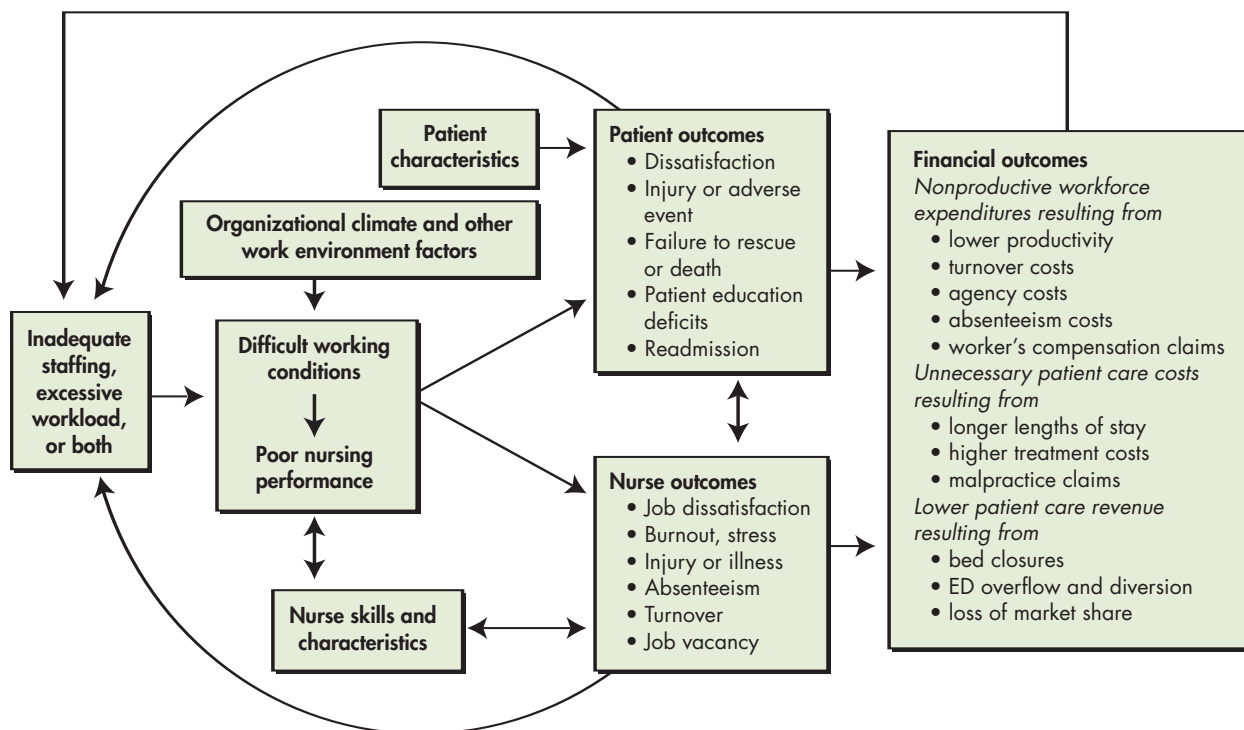 Patient
characteristics
Organizational climate and other
work environment factors
Inadequate
staffing,
excessive
workload,
or both
Difficult working
conditions
Poor nursing
performance
Nurse skills and
characteristics
Patient outcomes
• Dissatisfaction
• Injury or adverse
event
• Failure to rescue
or death
• Patient education
deficits
• Readmission
Nurse outcomes
• Job dissatisfaction
• Burnout, stress
• Injury or illness
• Absenteeism
• Turnover
• Job vacancy
Financial outcomes
Nonproductive workforce
expenditures resulting from
• lower productivity
• turnover costs
• agency costs
• absenteeism costs
• worker’s compensation claims
Unnecessary patient care costs
resulting from
• longer lengths of stay
• higher treatment costs
• malpractice claims
Lower patient care revenue
resulting from
• bed closures
• ED overflow and diversion
• loss of market share